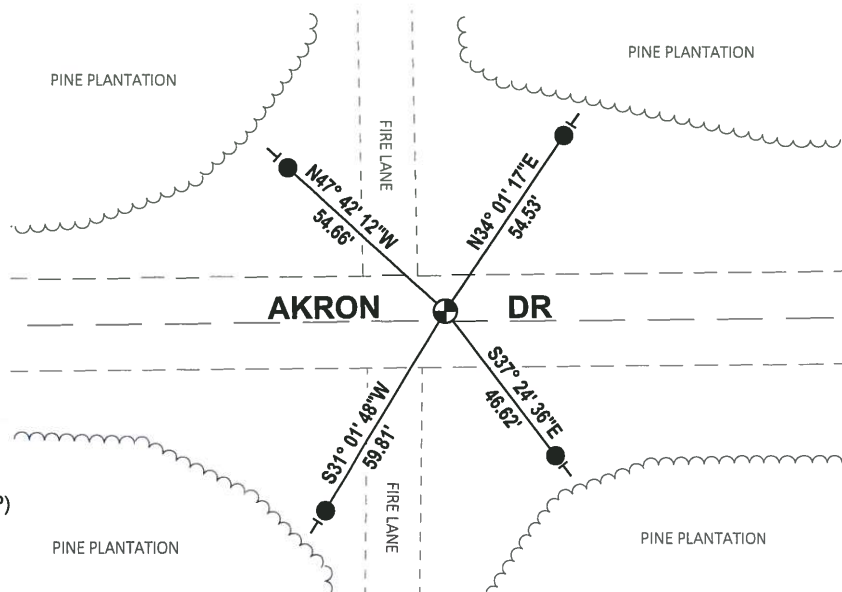 PINE PLANTATION
PINE PLANTATION
FIRE LANE
N47° 42' 12"W
54.66'
N34° 01' 17"E
54.53'
AKRON DR
S37° 24' 36"E
46.62'
S31° 01' 48"W
59.81'
FIRE LANE
)
PINE PLANTATION
PINE PLANTATION